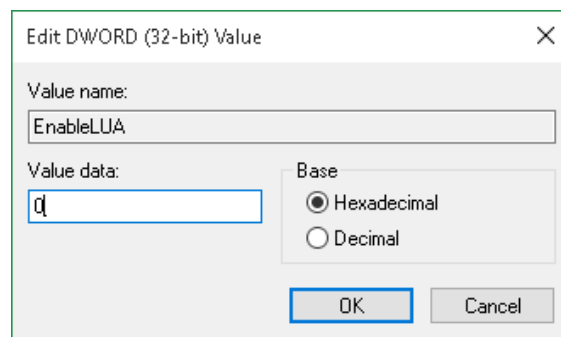 Edit DWORD (32-bit) Value
Value name:
EnableLUA
Value data:
0
Base
Hexadecimal
Decimal
OK
Cancel